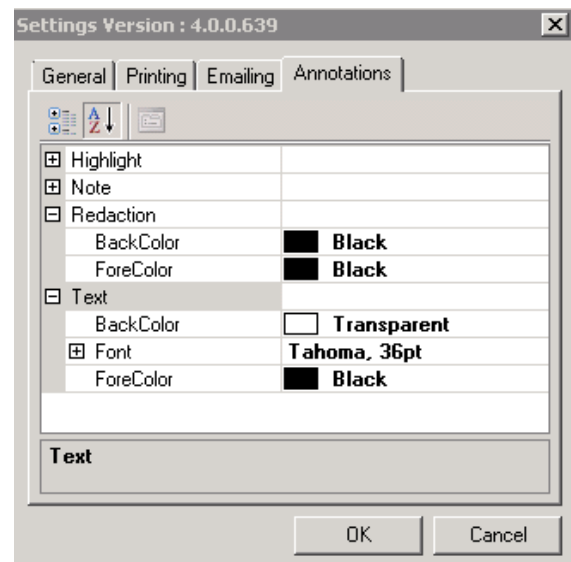 Settings Version : 4.0.0.639
General Printing Emailing Annotations
Highlight
Note
Redaction
BackColor Black
ForeColor Black
Text
BackColor Transparent
Font Tahoma, 36pt
ForeColor Black
Text
OK Cancel